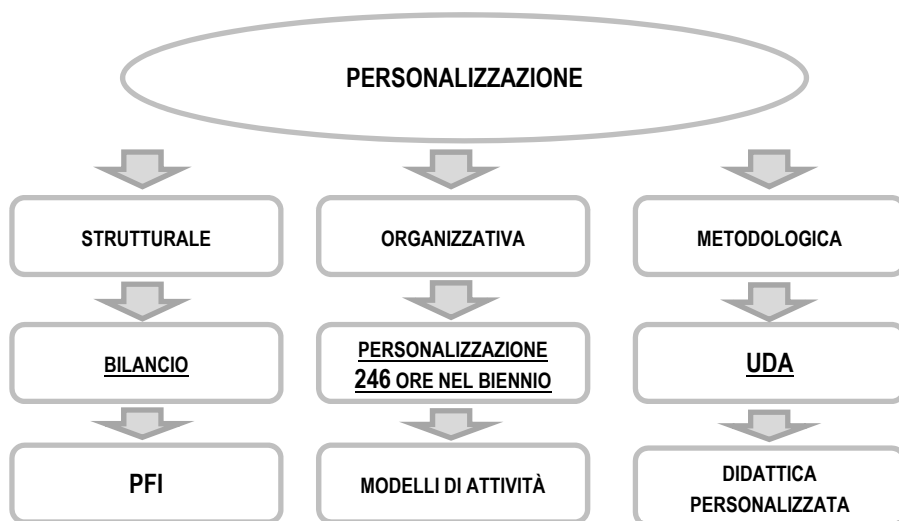 PERSONALIZZAZIONE
STRUTTURALE
ORGANIZZATIVA
METODOLOGICA
BILANCIO
PERSONALIZZAZIONE
246 ORE NEL BIENNIO
UDA
PFI
MODELLI DI ATTIVITÀ
DIDATTICA
PERSONALIZZATA